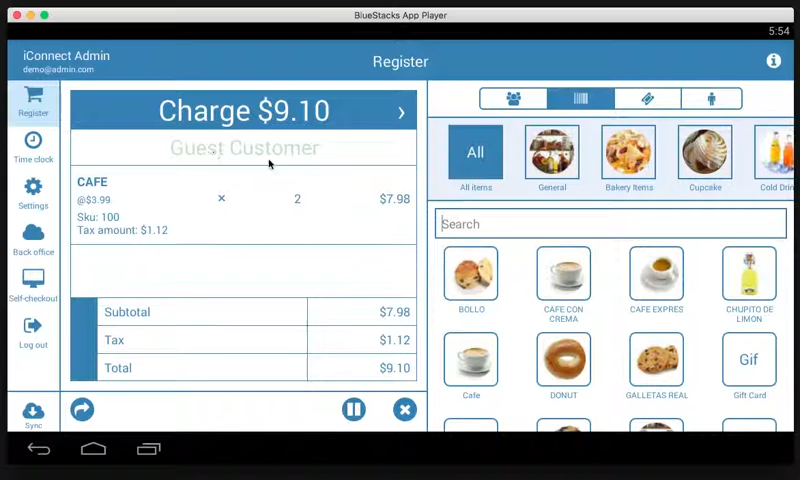 BlueStacks App Player
5:54
iConnect Admin
demo@admin.com
Register
Register
Time clock
Settings
Back office
Self-checkout
Log out
Sync
Charge $9.10 ›
Guest Customer
CAFE
@$3.99 × 2 $7.98
Sku: 100
Tax amount: $1.12
Subtotal $7.98
Tax $1.12
Total $9.10
All
All items
General
Bakery Items
Cupcake
Cold Drin
Search
BOLLO
CAFE CON CREMA
CAFE EXPRES
CHUPITO DE LIMON
Cafe
DONUT
GALLETAS REAL
Gif
Gift Card